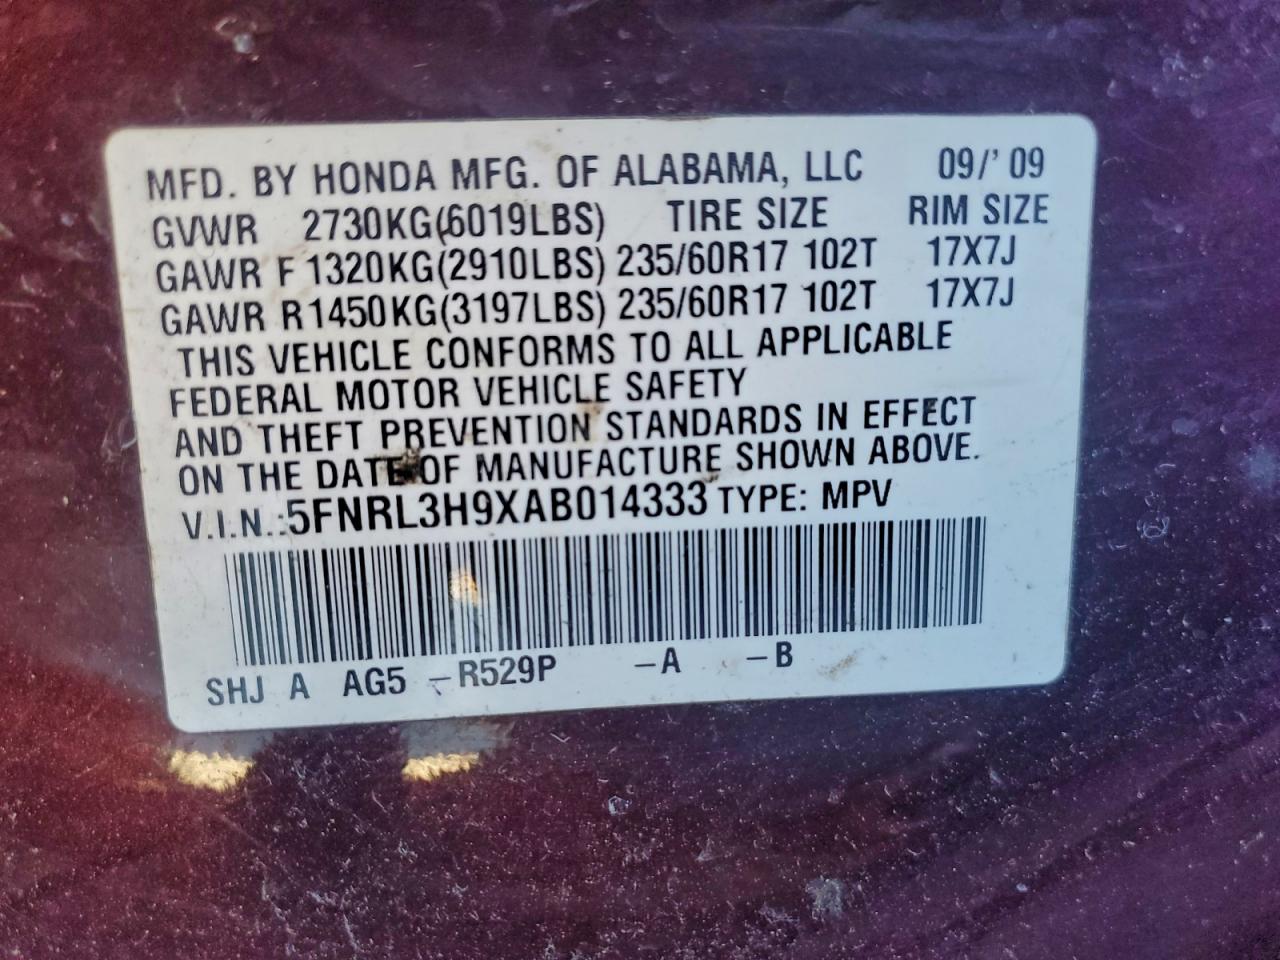 MFD. BY HONDA MFG. OF ALABAMA, LLC 09/' 09
GVWR 2730KG(6019LBS) TIRE SIZE RIM SIZE
GAWR F 1320KG(2910LBS) 235/60R17 102T 17X7J
GAWR R1450KG(3197LBS) 235/60R17 102T 17X7J
THIS VEHICLE CONFORMS TO ALL APPLICABLE
FEDERAL MOTOR VEHICLE SAFETY
AND THEFT PREVENTION STANDARDS IN EFFECT
ON THE DATE OF MANUFACTURE SHOWN ABOVE.
V.I.N.:5FNRL3H9XAB014333 TYPE: MPV
SHJ A AG5 -R529P -A -B